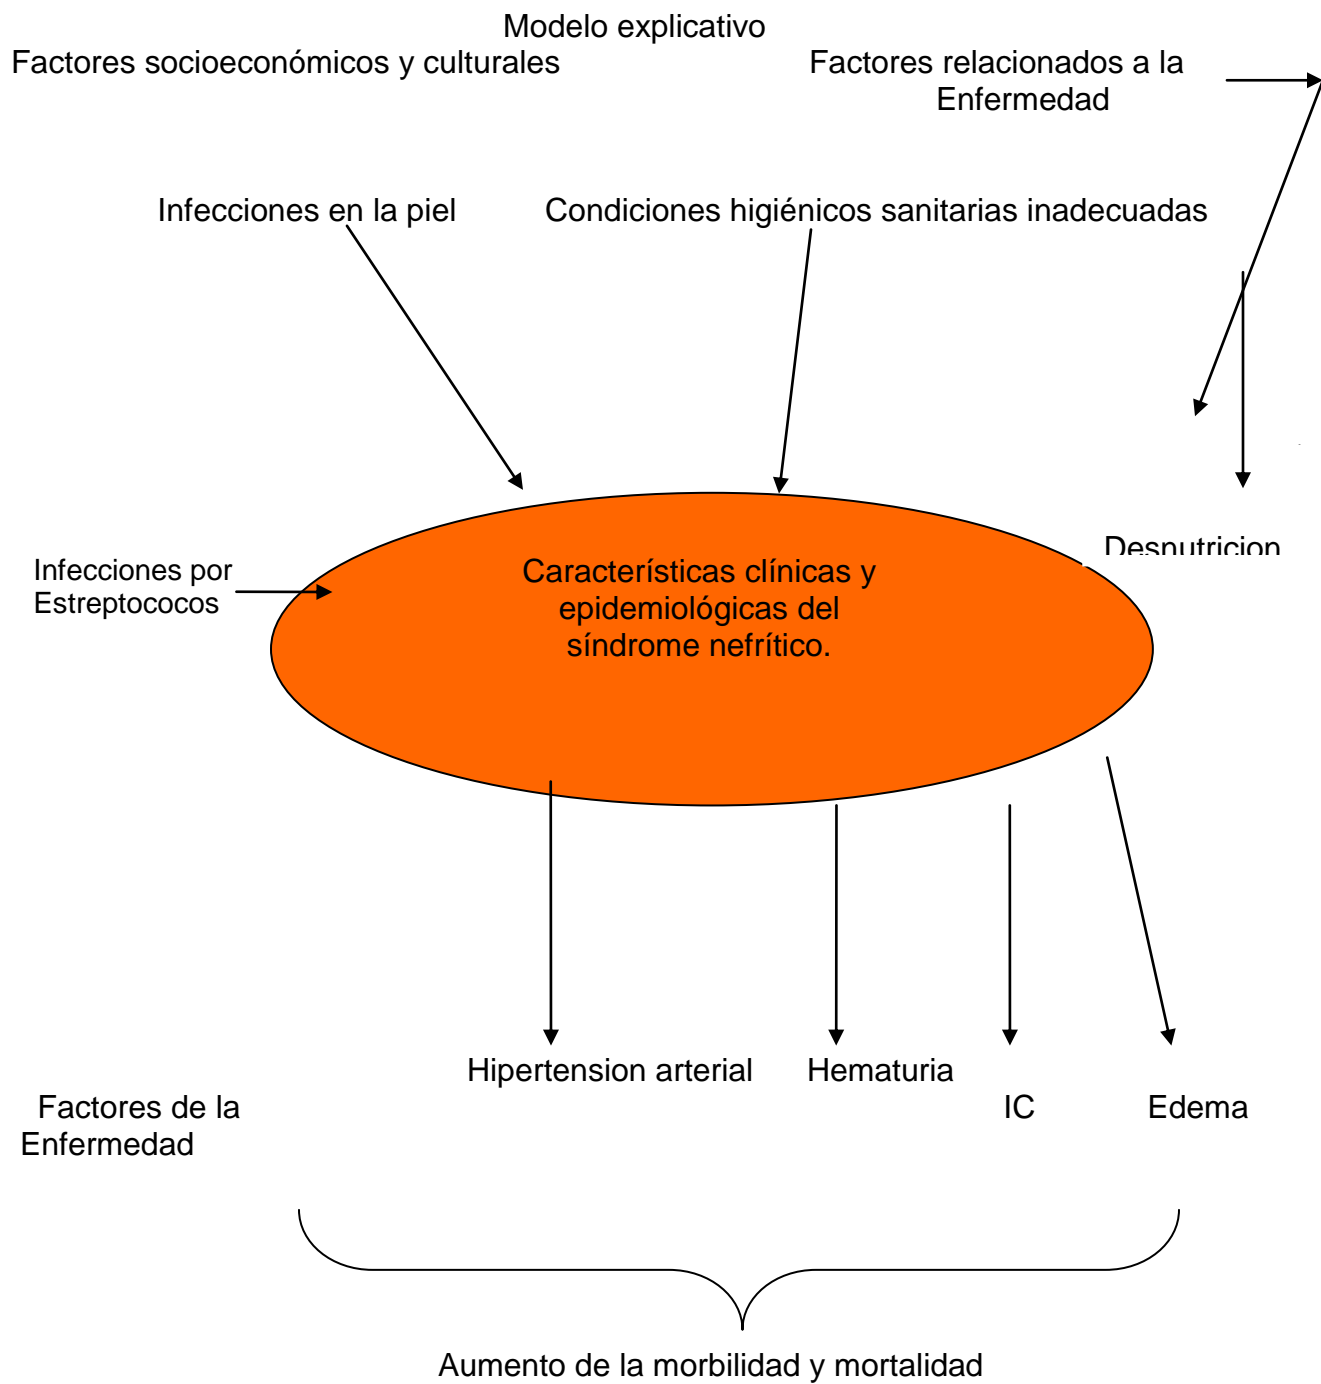 Modelo explicativo
Factores socioeconómicos y culturales
Factores relacionados a la
Enfermedad
Infecciones en la piel
Condiciones higiénicos sanitarias inadecuadas
Desnutricion
Infecciones por
Estreptococos
Características clínicas y
epidemiológicas del
síndrome nefrítico.
Hipertension arterial
Hematuria
IC
Edema
Factores de la
Enfermedad
Aumento de la morbilidad y mortalidad